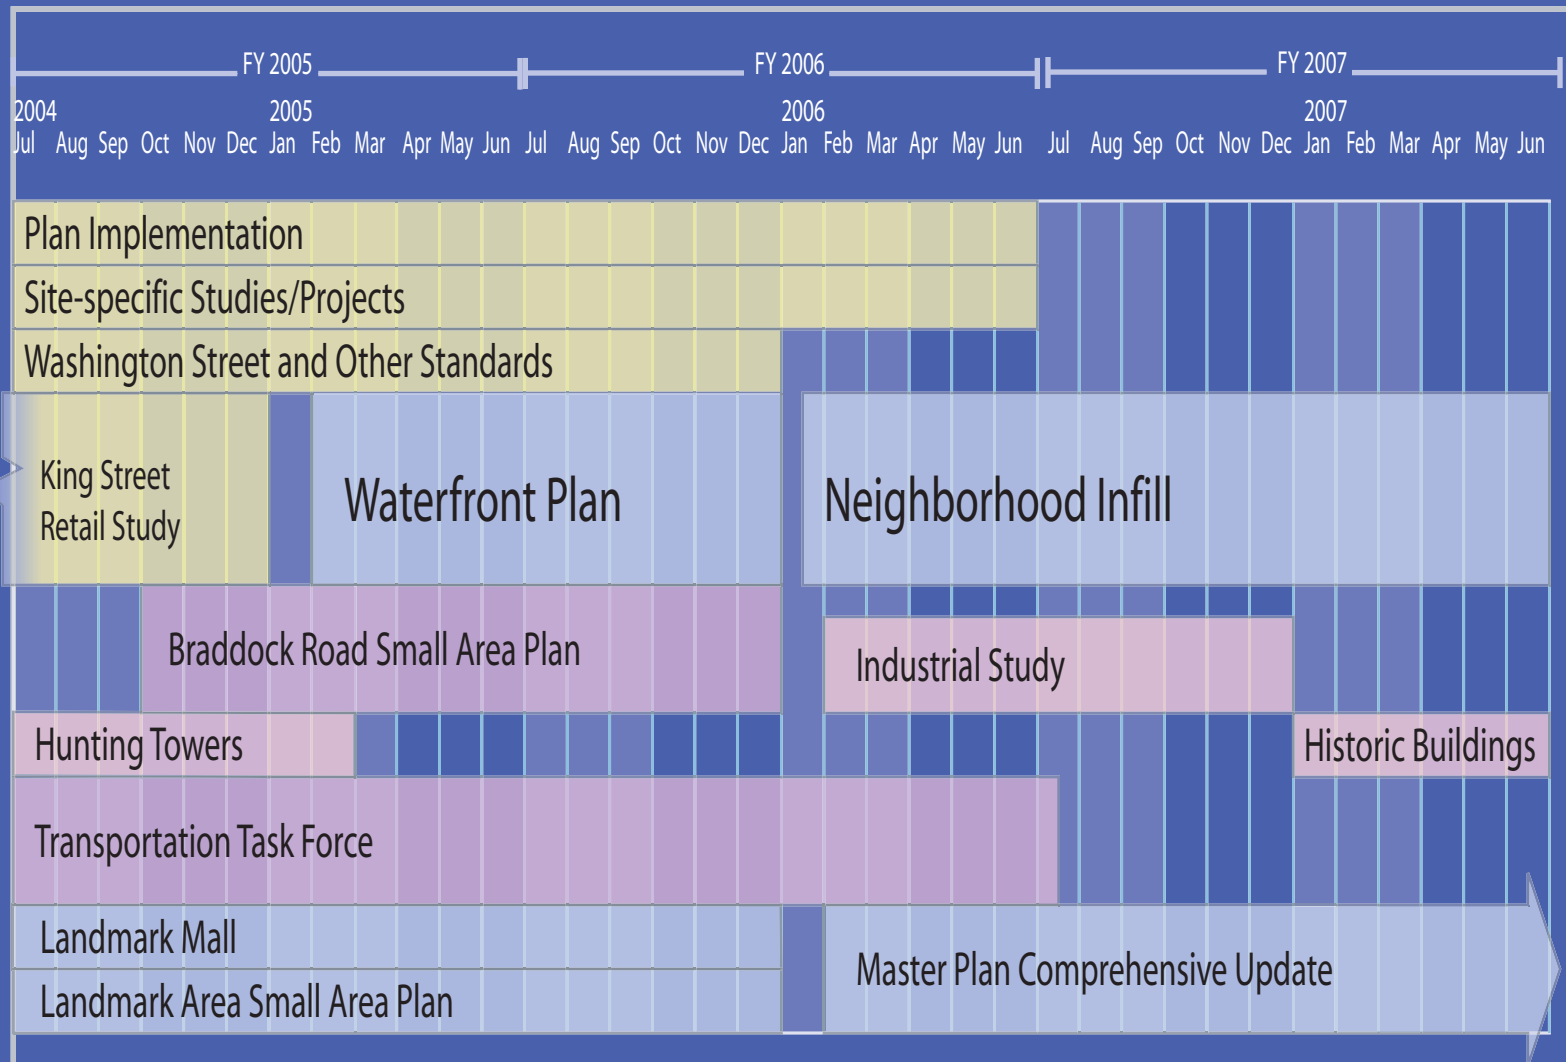 FY 2005 FY 2006 FY 2007
2004 2005 2006 2007
Jul Aug Sep Oct Nov Dec Jan Feb Mar Apr May Jun Jul Aug Sep Oct Nov Dec Jan Feb Mar Apr May Jun Jul Aug Sep Oct Nov Dec Jan Feb Mar Apr May Jun
Plan Implementation
Site-specific Studies/Projects
Washington Street and Other Standards
King Street
Retail Study
Waterfront Plan
Neighborhood Infill
Braddock Road Small Area Plan
Industrial Study
Hunting Towers
Historic Buildings
Transportation Task Force
Landmark Mall
Landmark Area Small Area Plan
Master Plan Comprehensive Update